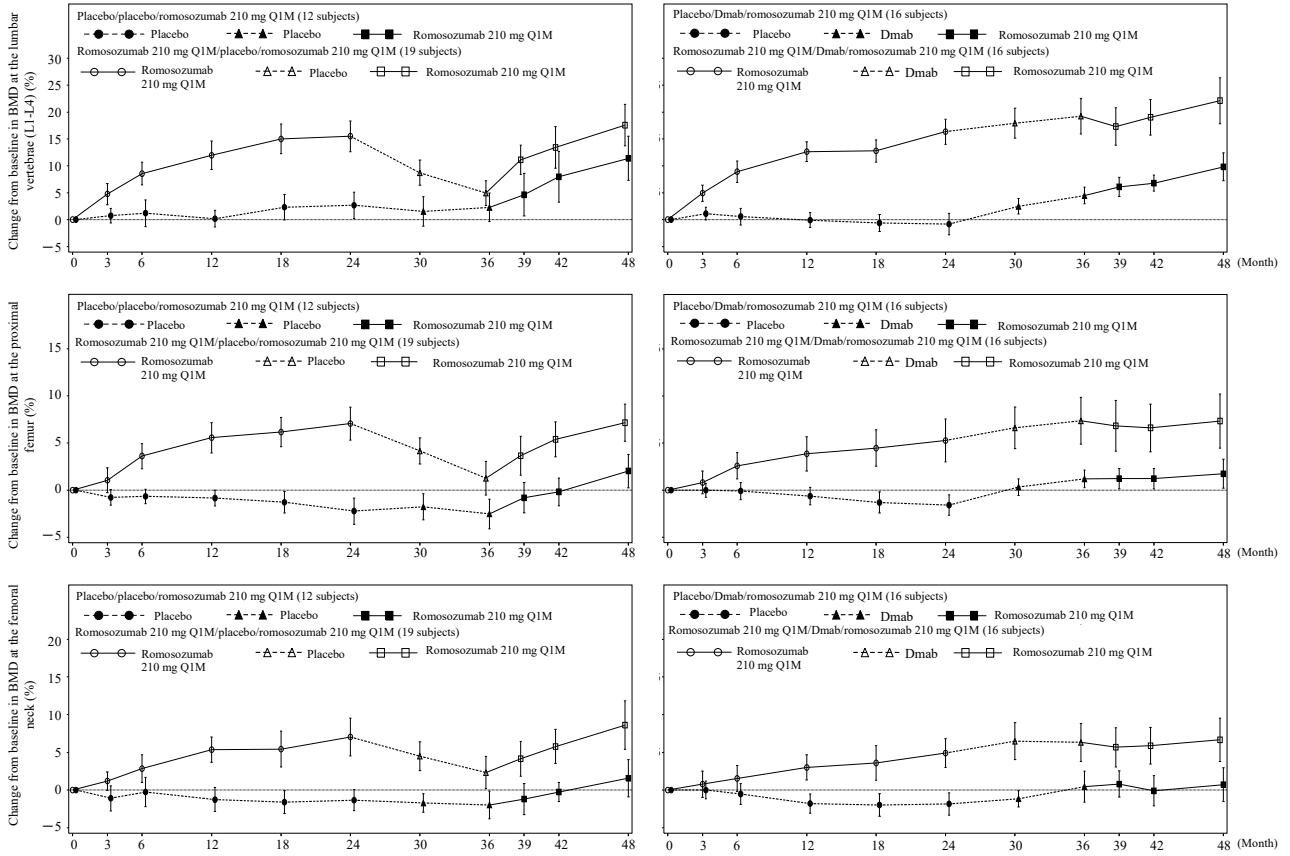 Change from baseline in BMD at the lumbar
vertebrae (L1-L4) (%)
Placebo/placebo/romosozumab 210 mg Q1M (12 subjects)
Placebo Placebo Romosozumab 210 mg Q1M
Romosozumab 210 mg Q1M/placebo/romosozumab 210 mg Q1M (19 subjects)
Romosozumab
210 mg Q1M
Placebo Romosozumab 210 mg Q1M
30
25
20
15
10
5
0
−5
0 3 6 12 18 24 30 36 39 42 48
Placebo/Dmab/romosozumab 210 mg Q1M (16 subjects)
Placebo Dmab Romosozumab 210 mg Q1M
Romosozumab 210 mg Q1M/Dmab/romosozumab 210 mg Q1M (16 subjects)
Romosozumab
210 mg Q1M
Dmab Romosozumab 210 mg Q1M
0 3 6 12 18 24 30 36 39 42 48 (Month)
Change from baseline in BMD at the proximal
femur (%)
Placebo/placebo/romosozumab 210 mg Q1M (12 subjects)
Placebo Placebo Romosozumab 210 mg Q1M
Romosozumab 210 mg Q1M/placebo/romosozumab 210 mg Q1M (19 subjects)
Romosozumab
210 mg Q1M
Placebo Romosozumab 210 mg Q1M
15
10
5
0
−5
0 3 6 12 18 24 30 36 39 42 48
Placebo/Dmab/romosozumab 210 mg Q1M (16 subjects)
Placebo Dmab Romosozumab 210 mg Q1M
Romosozumab 210 mg Q1M/Dmab/romosozumab 210 mg Q1M (16 subjects)
Romosozumab
210 mg Q1M
Dmab Romosozumab 210 mg Q1M
0 3 6 12 18 24 30 36 39 42 48 (Month)
Change from baseline in BMD at the femoral
neck (%)
Placebo/placebo/romosozumab 210 mg Q1M (12 subjects)
Placebo Placebo Romosozumab 210 mg Q1M
Romosozumab 210 mg Q1M/placebo/romosozumab 210 mg Q1M (19 subjects)
Romosozumab
210 mg Q1M
Placebo Romosozumab 210 mg Q1M
20
15
10
5
0
−5
0 3 6 12 18 24 30 36 39 42 48
Placebo/Dmab/romosozumab 210 mg Q1M (16 subjects)
Placebo Dmab Romosozumab 210 mg Q1M
Romosozumab 210 mg Q1M/Dmab/romosozumab 210 mg Q1M (16 subjects)
Romosozumab
210 mg Q1M
Dmab Romosozumab 210 mg Q1M
0 3 6 12 18 24 30 36 39 42 48 (Month)